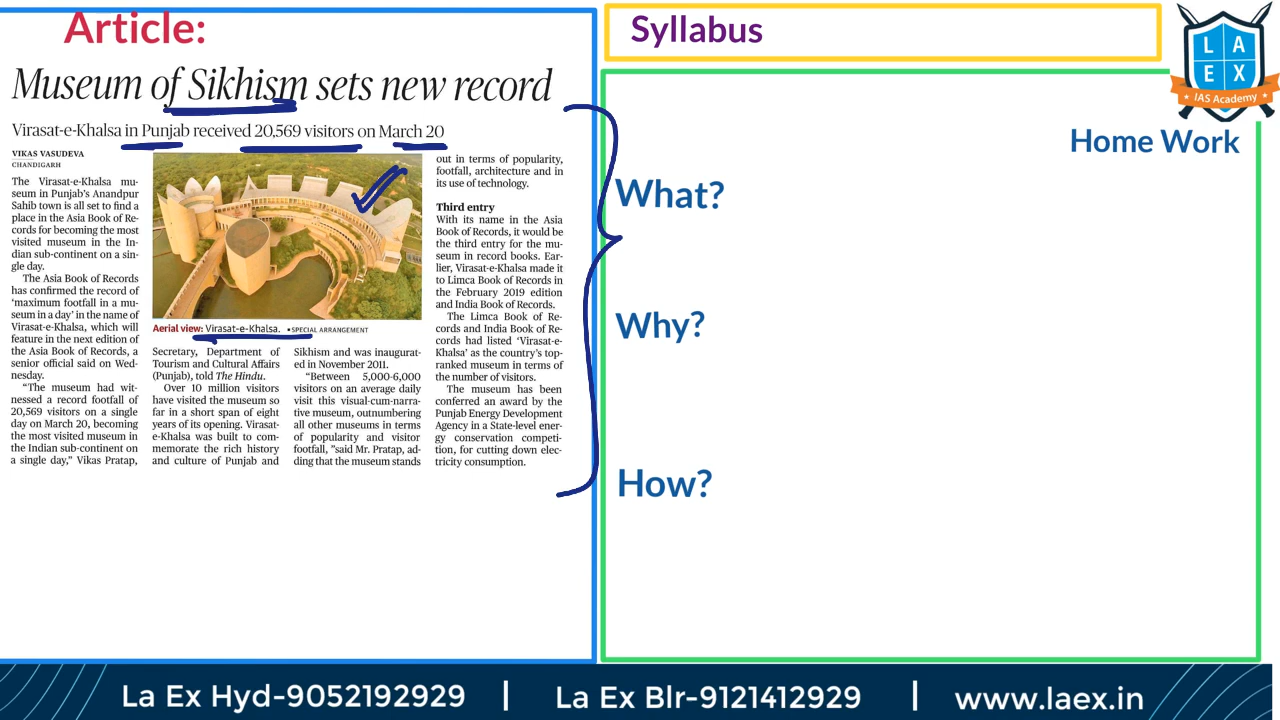 Article:
Museum of Sikhism sets new record
Virasat-e-Khalsa in Punjab received 20,569 visitors on March 20
VIKAS VASUDEVA
CHANDIGARH
The Virasat-e-Khalsa mu-
seum in Punjab's Anandpur
Sahib town is all set to find a
place in the Asia Book of Re-
cords for becoming the most
visited museum in the In-
dian sub-continent on a sin-
gle day.
The Asia Book of Records
has confirmed the record of
'maximum footfall in a mu-
seum in a day' in the name of
Virasat-e-Khalsa, which will
feature in the next edition of
the Asia Book of Records, a
senior official said on Wed-
nesday.
"The museum had wit-
nessed a record footfall of
20,569 visitors on a single
day on March 20, becoming
the most visited museum in
the Indian sub-continent on
a single day," Vikas Pratap,
Aerial view: Virasat-e-Khalsa. ▪SPECIAL ARRANGEMENT
Secretary, Department of
Tourism and Cultural Affairs
(Punjab), told The Hindu.
Over 10 million visitors
have visited the museum so
far in a short span of eight
years of its opening. Virasat-
e-Khalsa was built to com-
memorate the rich history
and culture of Punjab and
Sikhism and was inaugurat-
ed in November 2011.
"Between 5,000-6,000
visitors on an average daily
visit this visual-cum-narra-
tive museum, outnumbering
all other museums in terms
of popularity and visitor
footfall, "said Mr. Pratap, ad-
ding that the museum stands
out in terms of popularity,
footfall, architecture and in
its use of technology.
Third entry
With its name in the Asia
Book of Records, it would be
the third entry for the mu-
seum in record books. Ear-
lier, Virasat-e-Khalsa made it
to Limca Book of Records in
the February 2019 edition
and India Book of Records.
The Limca Book of Re-
cords and India Book of Re-
cords had listed 'Virasat-e-
Khalsa' as the country's top-
ranked museum in terms of
the number of visitors.
The museum has been
conferred an award by the
Punjab Energy Development
Agency in a State-level ener-
gy conservation competi-
tion, for cutting down elec-
tricity consumption.
Syllabus
L A
E X
IAS Academy
Home Work
What?
Why?
How?
La Ex Hyd-9052192929 | La Ex Blr-9121412929 | www.laex.in